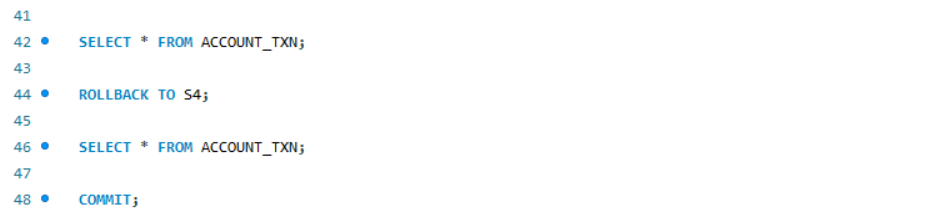 41
42 SELECT * FROM ACCOUNT_TXN;
43
44 ROLLBACK TO S4;
45
46 SELECT * FROM ACCOUNT_TXN;
47
48 COMMIT;